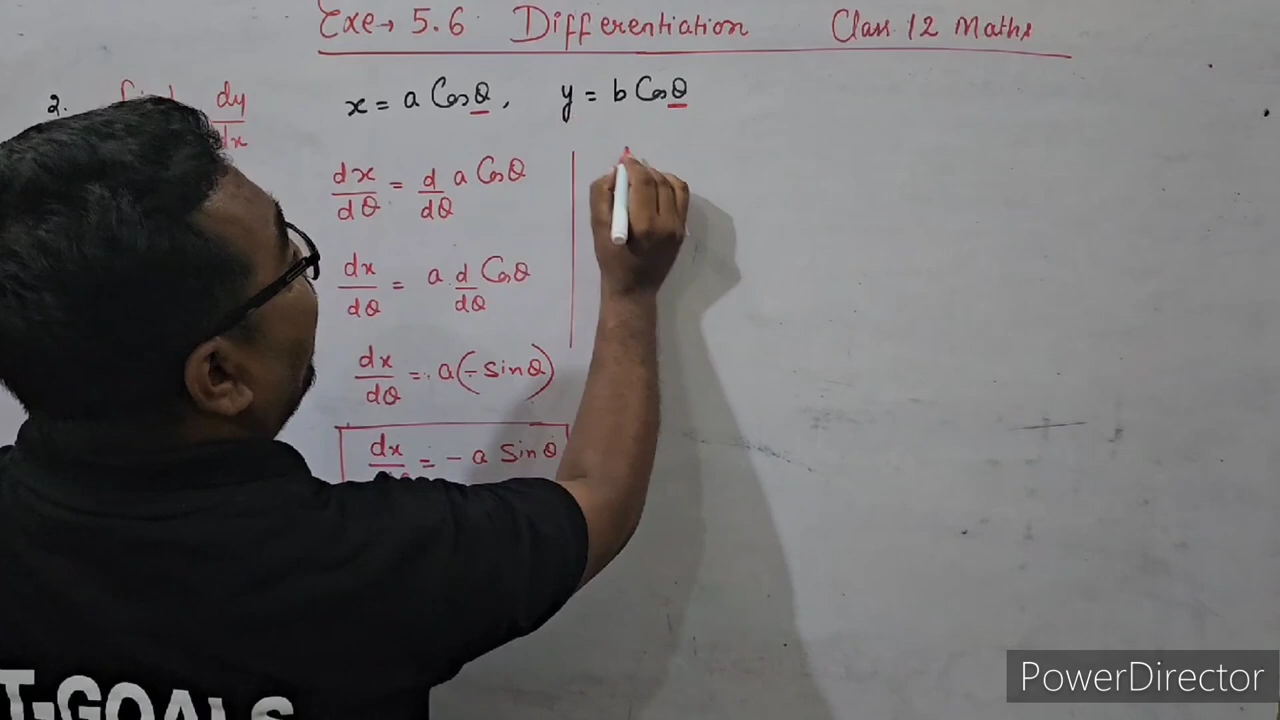 Exe→ 5.6 Differentiation Class 12 Maths
2. dy/dx x = a Cosθ, y = b Cosθ
dx/dθ = d/dθ a Cosθ
dx/dθ = a. d/dθ Cosθ
dx/dθ = a(-sinθ)
dx = - a Sinθ
T-GOALS
PowerDirector